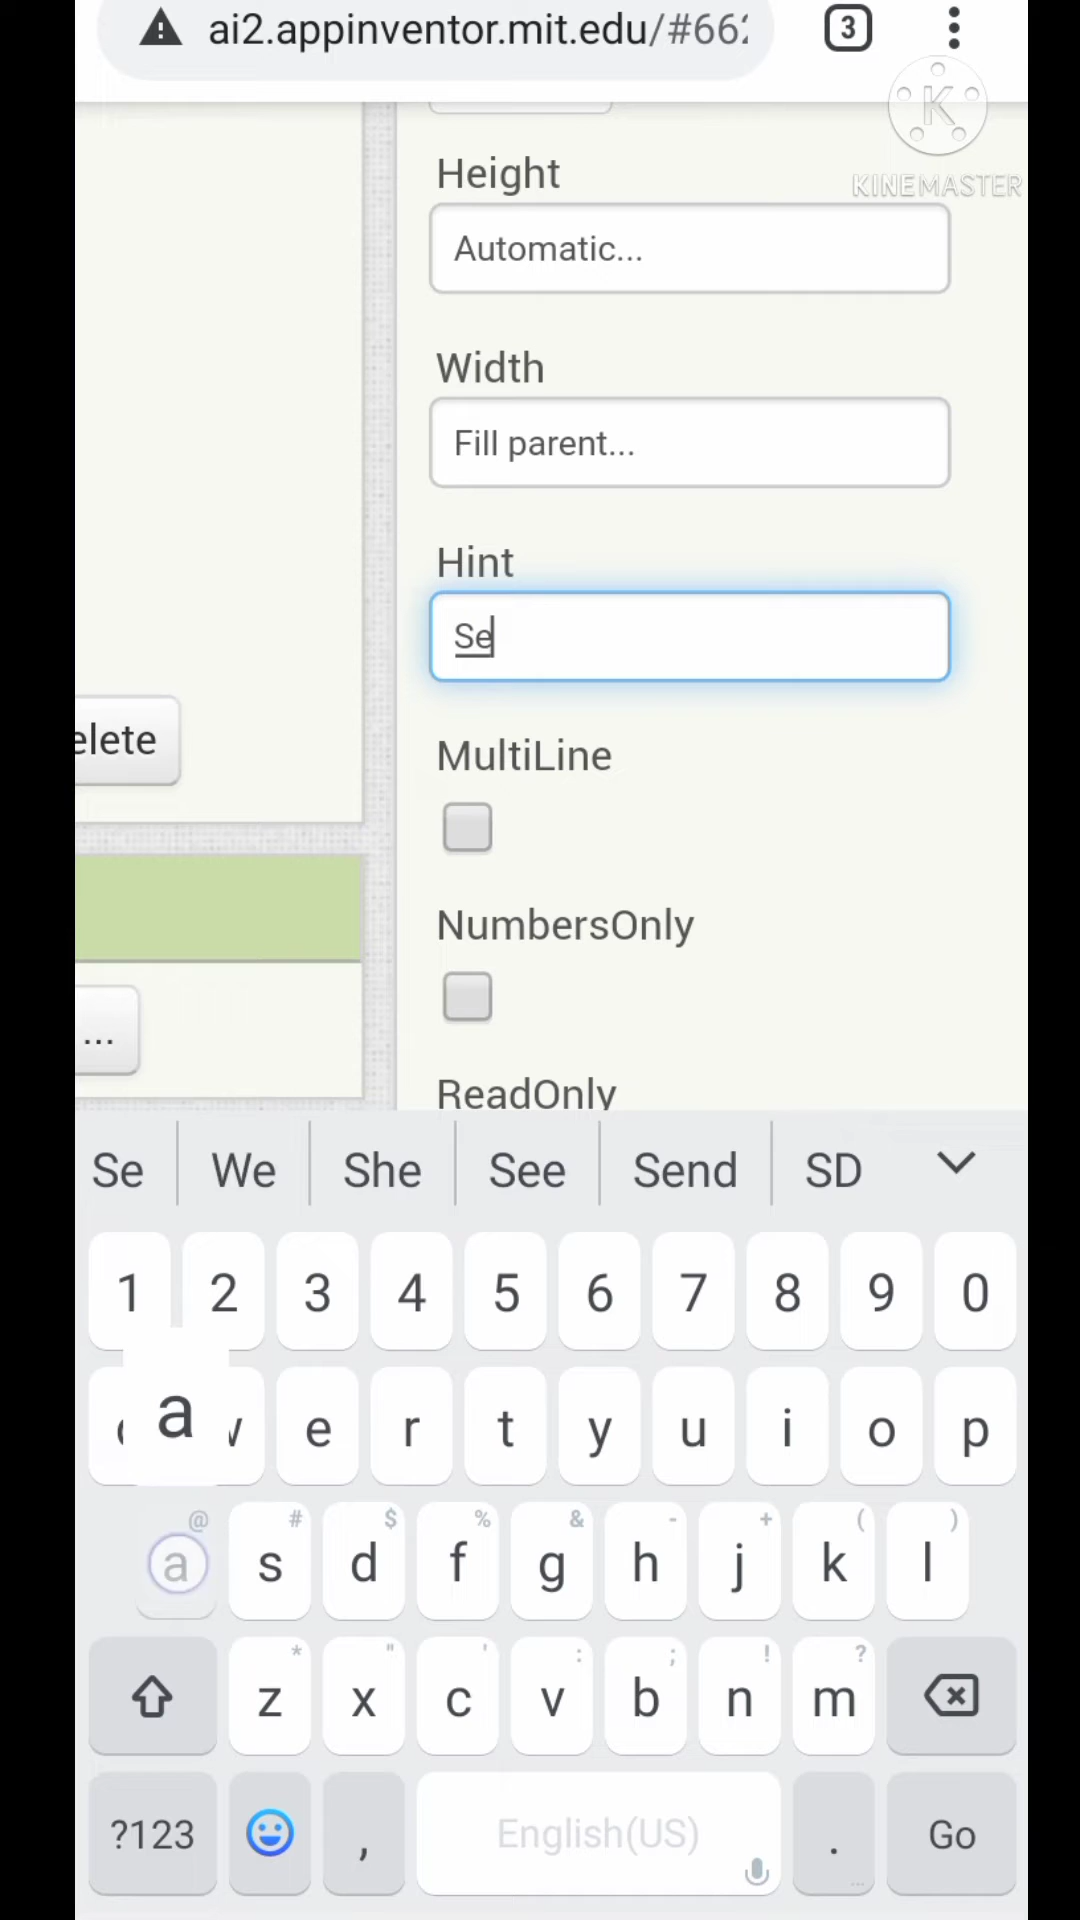 ai2.appinventor.mit.edu/#662
3
K
KINEMASTER
Height
Automatic...
Width
Fill parent...
Hint
Se
elete
MultiLine
NumbersOnly
...
ReadOnly
Se We She See Send SD
1 2 3 4 5 6 7 8 9 0
a
e r t y u i o p
@ # $ % & - + ( )
a s d f g h j k l
* " ' : ; ! ?
z x c v b n m
?123 , English(US) . ... Go